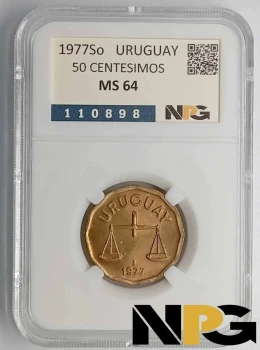 1977So URUGUAY
50 CENTESIMOS
MS 64
110898 NPG
URUGUAY
1977
NPG